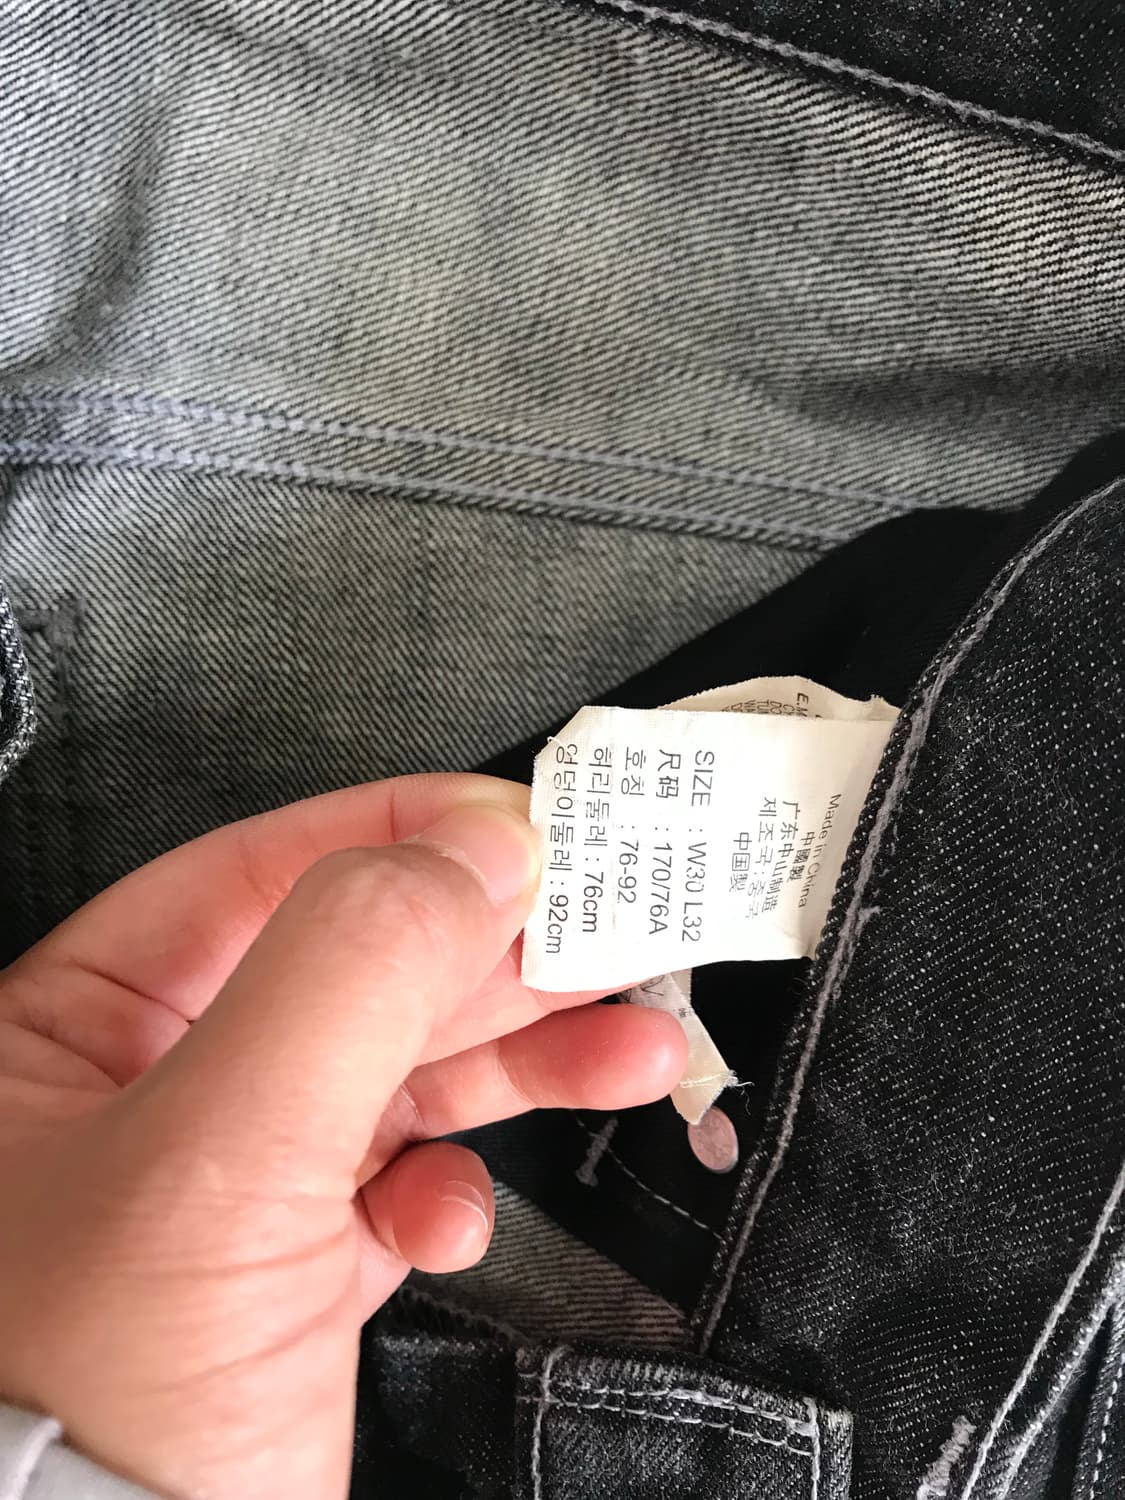 Made in China
中國製
广东中山制造
제조국:중국
中国製
SIZE : W30 L32
尺码 : 170/76A
호칭 : 76-92
허리둘레 : 76cm
엉덩이둘레 : 92cm